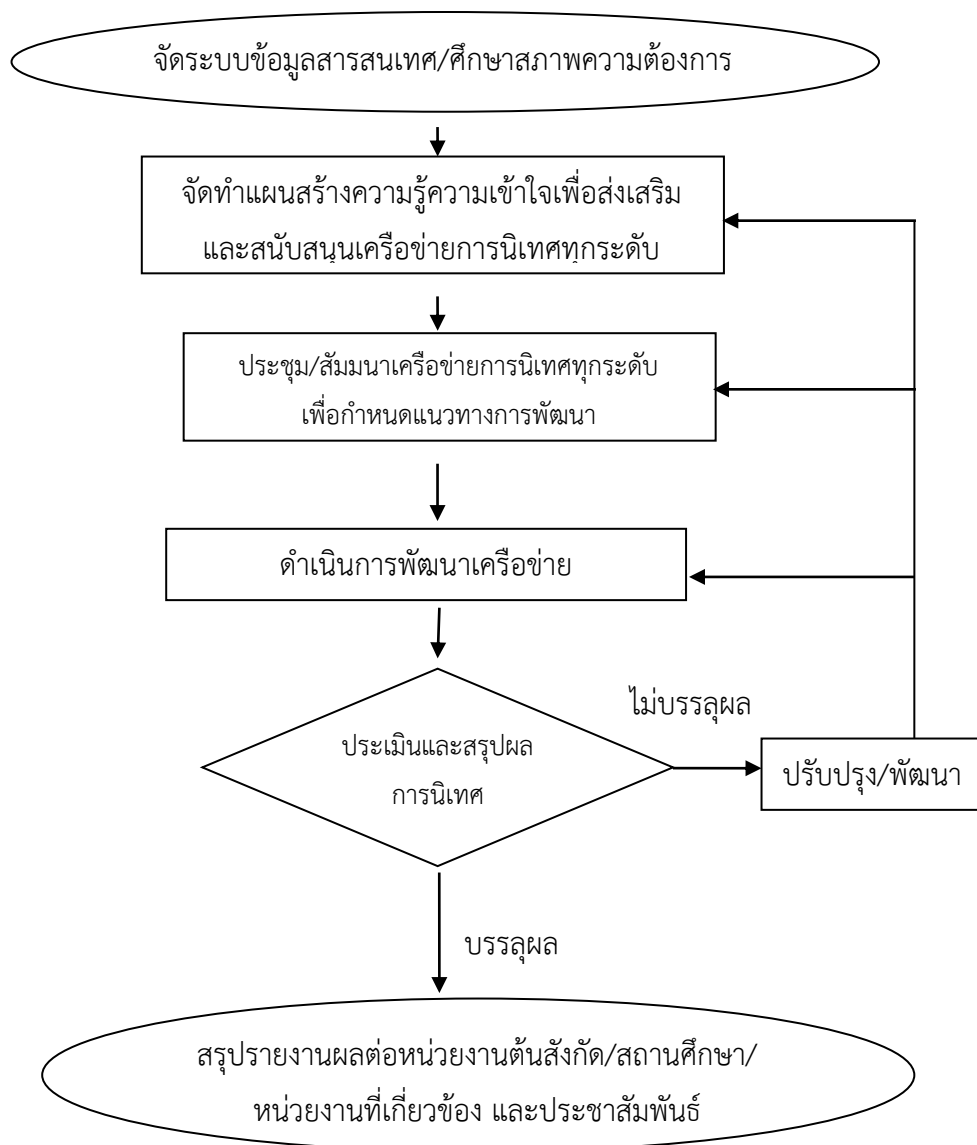 จัดระบบข้อมูลสารสนเทศ/ศึกษาสภาพความต้องการ
จัดทำแผนสร้างความรู้ความเข้าใจเพื่อส่งเสริม
และสนับสนุนเครือข่ายการนิเทศทุกระดับ
ประชุม/สัมมนาเครือข่ายการนิเทศทุกระดับ
เพื่อกำหนดแนวทางการพัฒนา
ดำเนินการพัฒนาเครือข่าย
ไม่บรรลุผล
ประเมินและสรุปผล
การนิเทศ
ปรับปรุง/พัฒนา
บรรลุผล
สรุปรายงานผลต่อหน่วยงานต้นสังกัด/สถานศึกษา/
หน่วยงานที่เกี่ยวข้อง และประชาสัมพันธ์